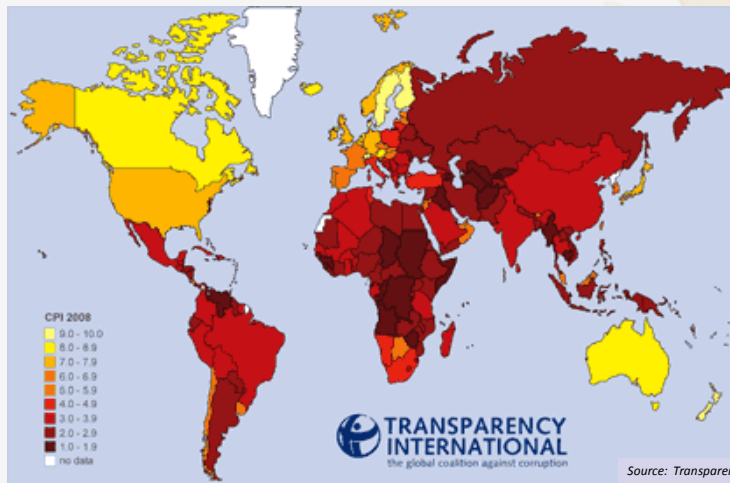 CPI 2008
9.0 - 10.0
8.0 - 8.9
7.0 - 7.9
6.0 - 6.9
5.0 - 5.9
4.0 - 4.9
3.0 - 3.9
2.0 - 2.9
1.0 - 1.9
no data
TRANSPARENCY
INTERNATIONAL
the global coalition against corruption
Source: Transparen